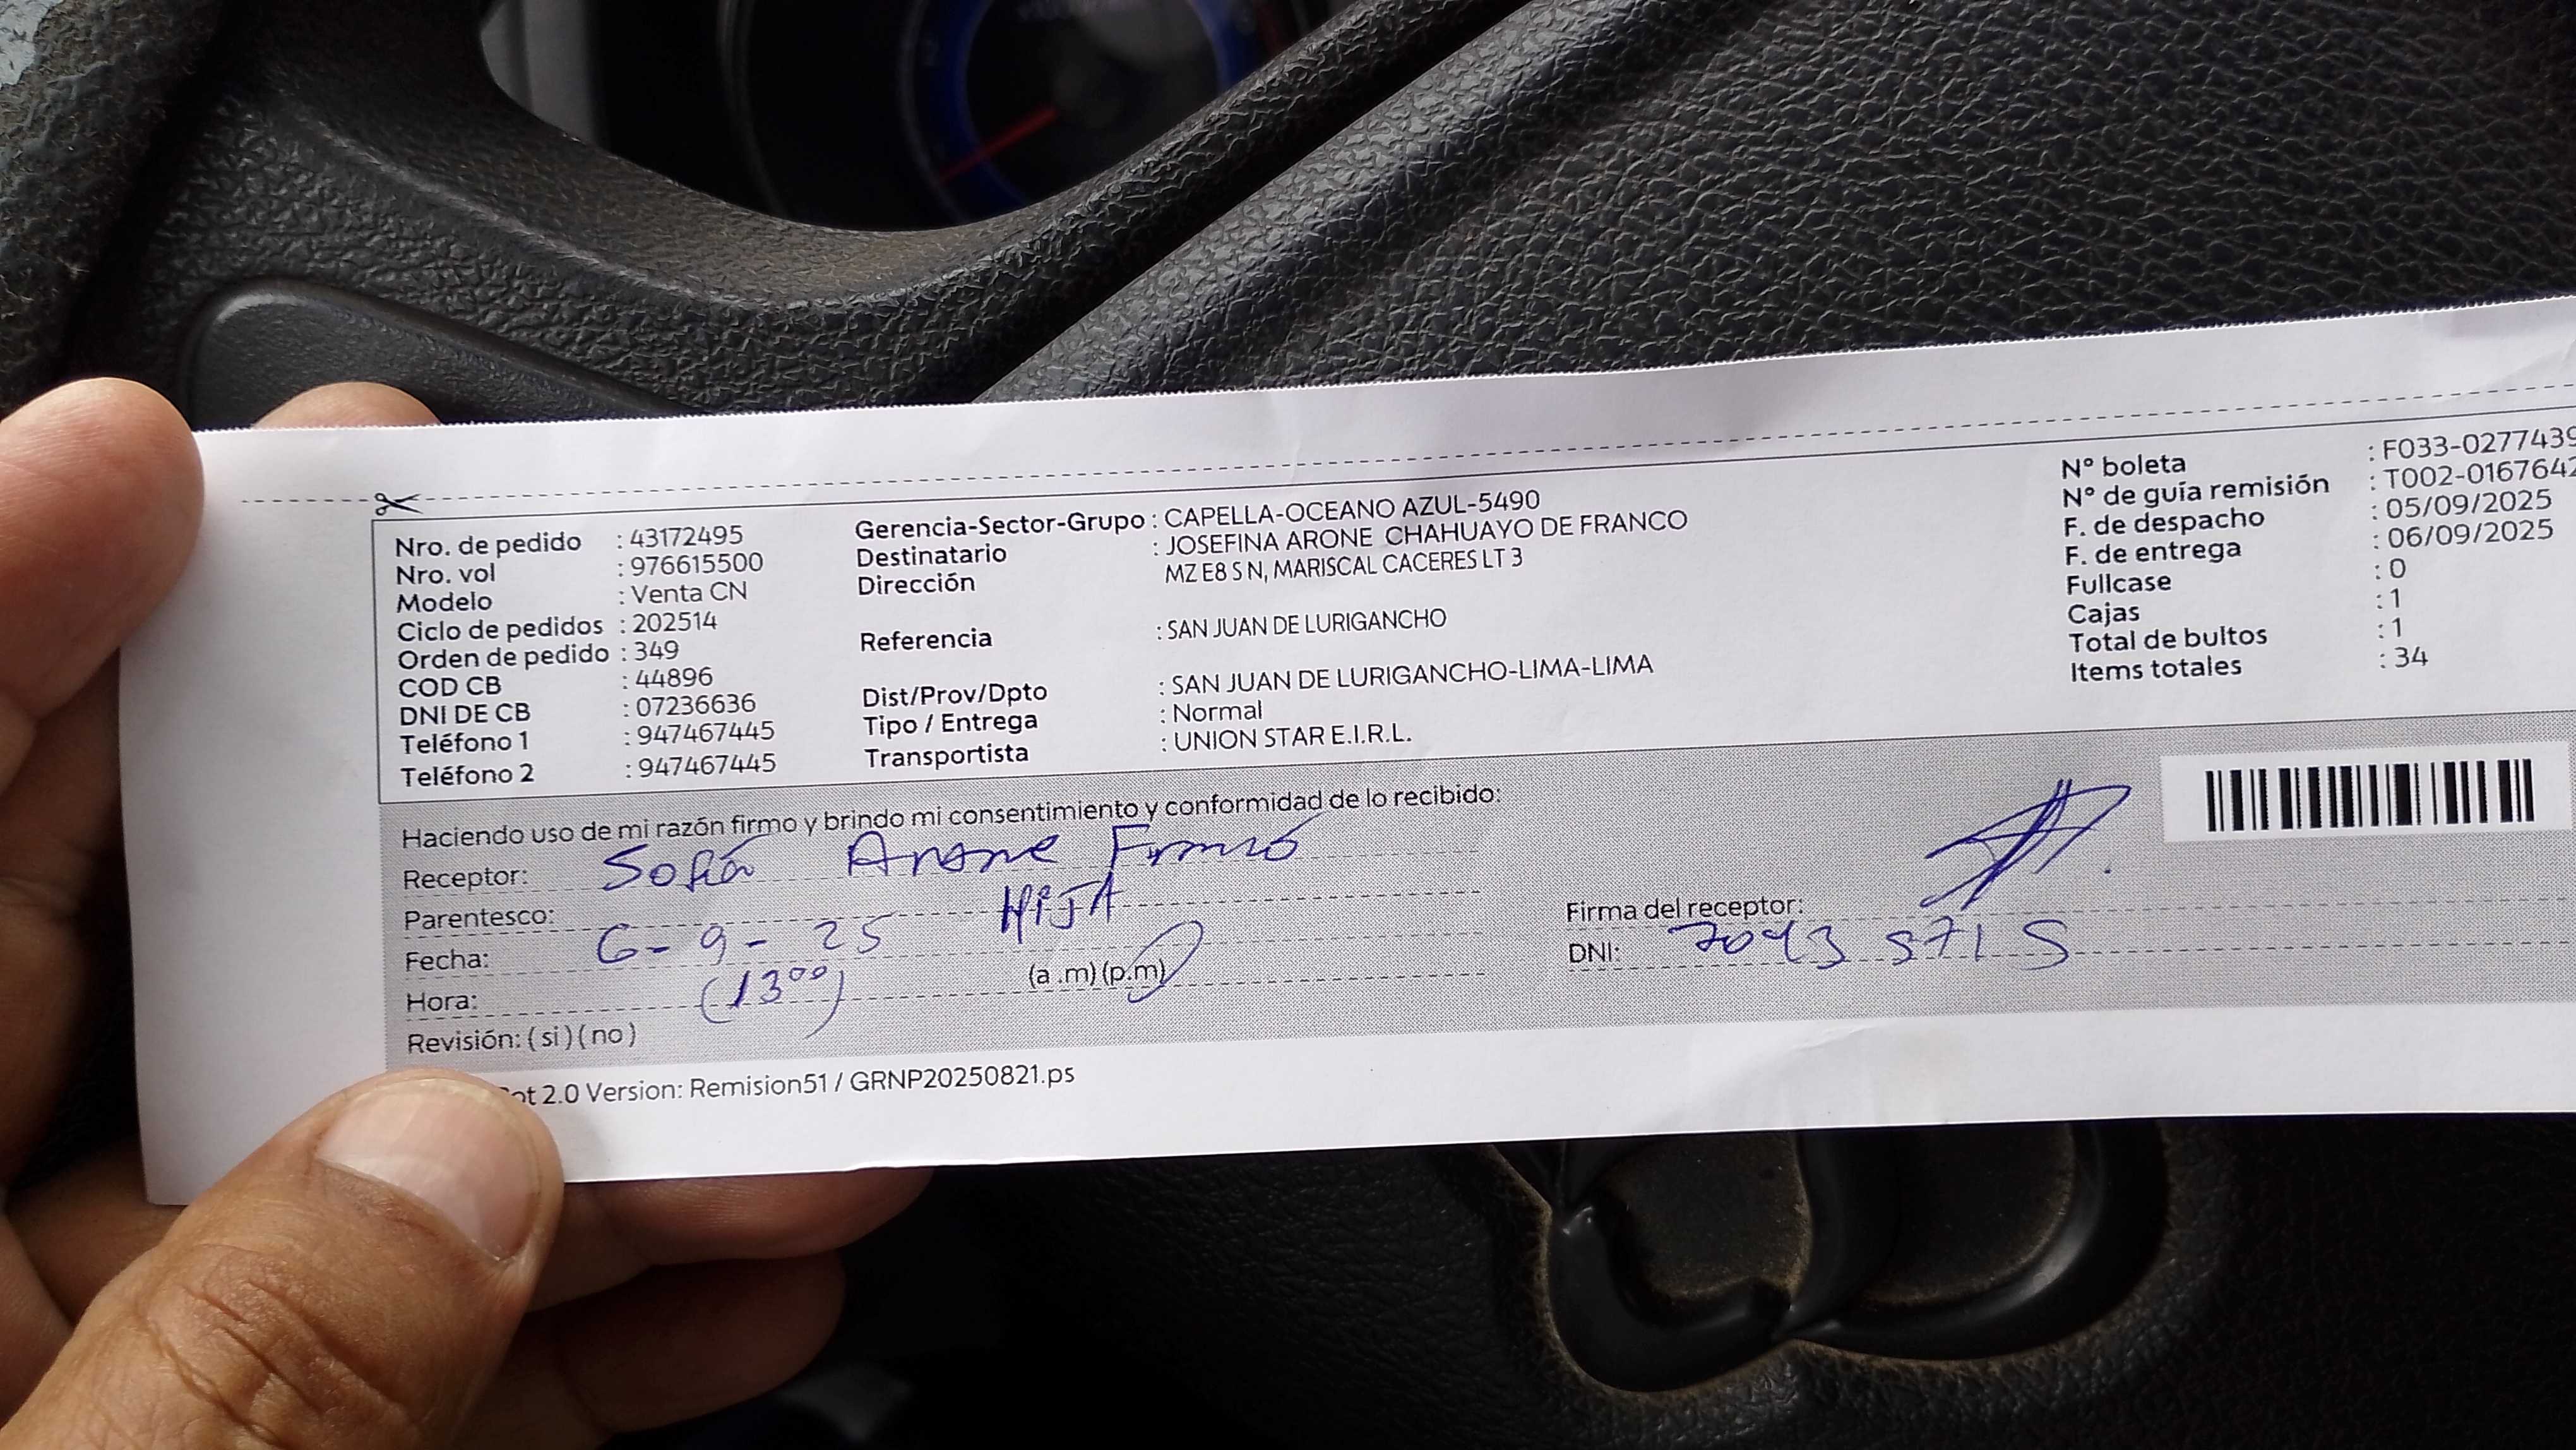 Nro. de pedido : 43172495
Nro. vol : 976615500
Modelo : Venta CN
Ciclo de pedidos : 202514
Orden de pedido : 349
COD CB : 44896
DNI DE CB : 07236636
Teléfono 1 : 947467445
Teléfono 2 : 947467445
Gerencia-Sector-Grupo : CAPELLA-OCEANO AZUL-5490
Destinatario : JOSEFINA ARONE CHAHUAYO DE FRANCO
Dirección MZ E8 S N, MARISCAL CACERES LT 3
Referencia : SAN JUAN DE LURIGANCHO
Dist/Prov/Dpto : SAN JUAN DE LURIGANCHO-LIMA-LIMA
Tipo / Entrega : Normal
Transportista : UNION STAR E.I.R.L.
N° boleta : F033-0277439
N° de guía remisión : T002-0167642
F. de despacho : 05/09/2025
F. de entrega : 06/09/2025
Fullcase : 0
Cajas : 1
Total de bultos : 1
Items totales : 34
Haciendo uso de mi razón firmo y brindo mi consentimiento y conformidad de lo recibido:
Receptor: Sofía Arone Franco
Parentesco: HIJA
Fecha: 6-9-25
Hora: (13⁰⁰) (a .m) (p.m)
Revisión: (si) (no)
Firma del receptor:
DNI: 7043 5715
2.0 Version: Remision51 / GRNP20250821.ps